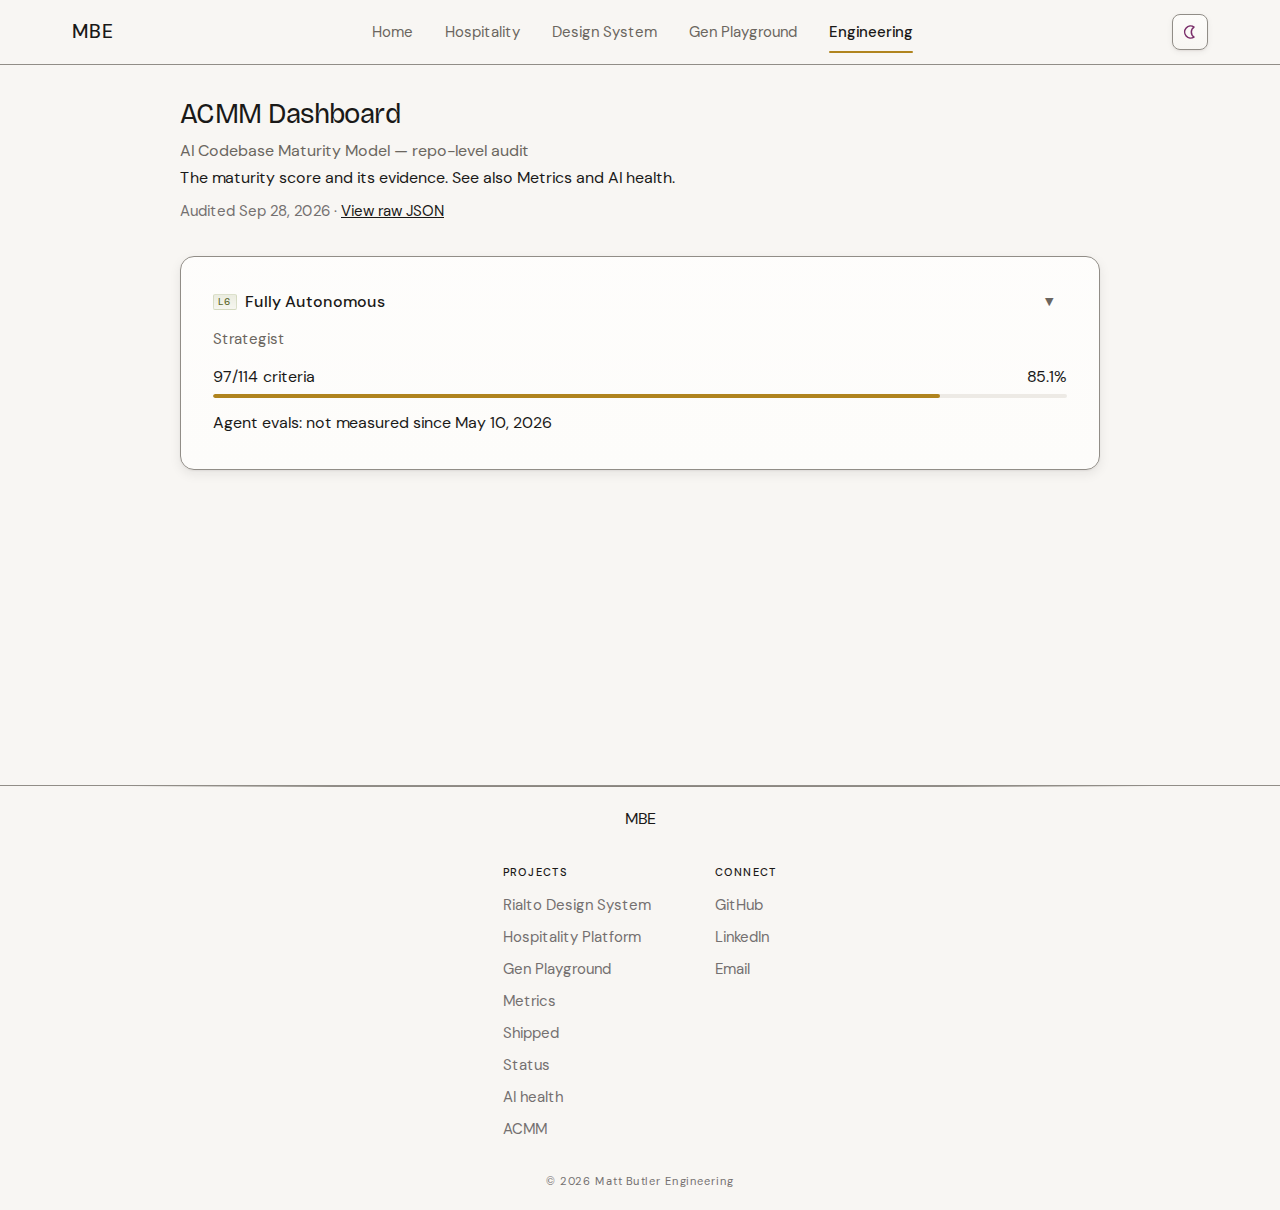 MBE
Home Hospitality Design System Gen Playground Engineering
ACMM Dashboard
AI Codebase Maturity Model — repo-level audit
The maturity score and its evidence. See also Metrics and AI health.
Audited Sep 28, 2026 · View raw JSON
L6 Fully Autonomous ▼
Strategist
97/114 criteria 85.1%
Agent evals: not measured since May 10, 2026
MBE
PROJECTS
Rialto Design System
Hospitality Platform
Gen Playground
Metrics
Shipped
Status
AI health
ACMM
CONNECT
GitHub
LinkedIn
Email
© 2026 Matt Butler Engineering